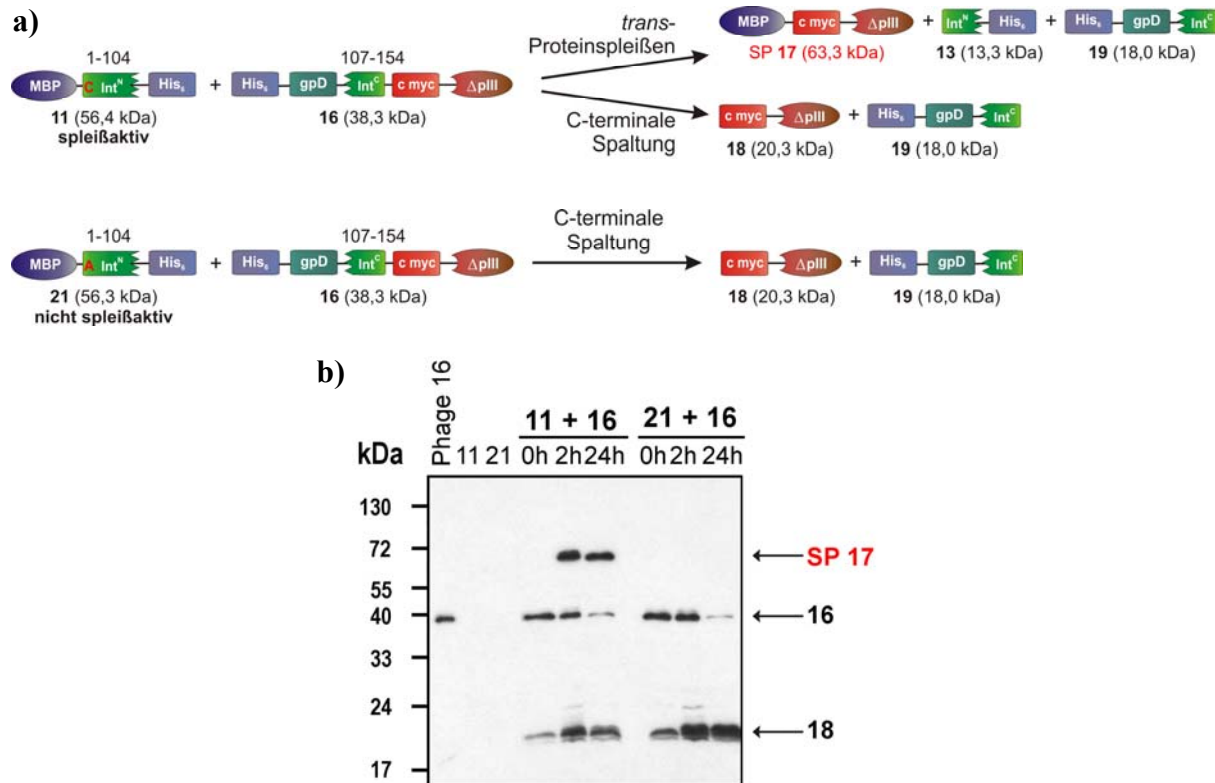 a)
trans-
Proteinspleißen
MBP c myc ΔpIII + Int^N His₆ + His₆ gpD Int^C
SP 17 (63,3 kDa) 13 (13,3 kDa) 19 (18,0 kDa)
1-104 107-154
MBP C Int^N His₆ + His₆ gpD Int^C c myc ΔpIII
11 (56,4 kDa) 16 (38,3 kDa)
spleißaktiv
C-terminale
Spaltung
c myc ΔpIII + His₆ gpD Int^C
18 (20,3 kDa) 19 (18,0 kDa)
1-104 107-154
MBP A Int^N His₆ + His₆ gpD Int^C c myc ΔpIII
21 (56,3 kDa) 16 (38,3 kDa)
nicht spleißaktiv
C-terminale
Spaltung
c myc ΔpIII + His₆ gpD Int^C
18 (20,3 kDa) 19 (18,0 kDa)
b)
11 + 16 21 + 16
kDa Phage 16 11 21 0h 2h 24h 0h 2h 24h
130
72 SP 17
55
40 16
33
24 18
17